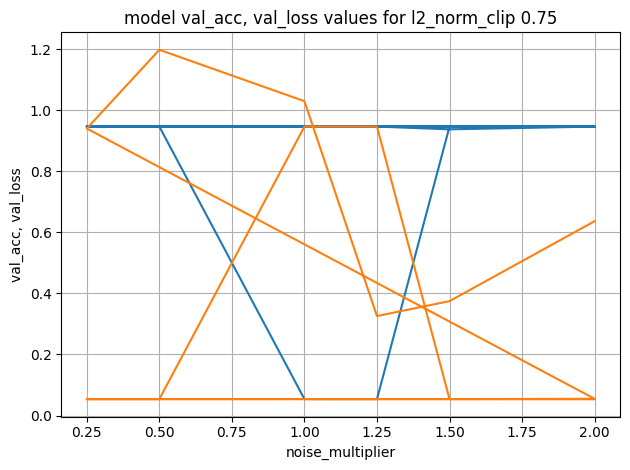 model val_acc, val_loss values for l2_norm_clip 0.75
1.2
1.0
0.8
0.6
0.4
0.2
0.0
val_acc, val_loss
0.25 0.50 0.75 1.00 1.25 1.50 1.75 2.00
noise_multiplier